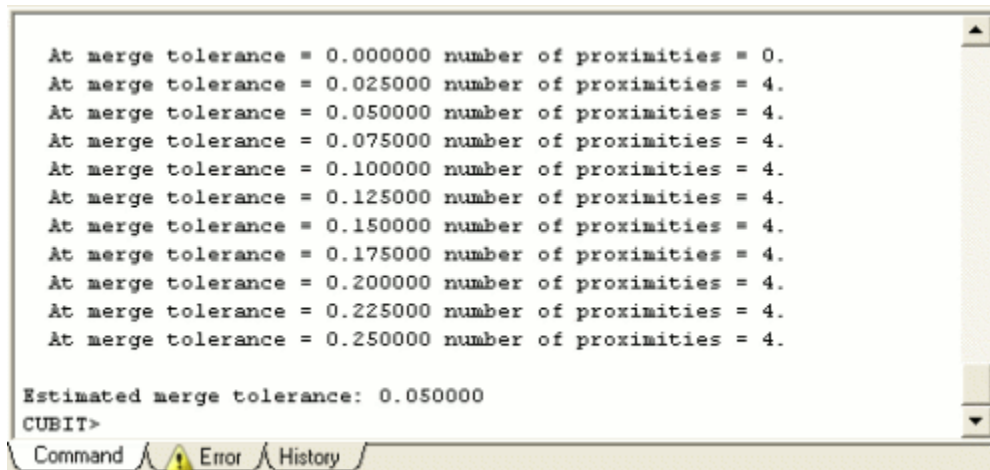 At merge tolerance = 0.000000 number of proximities = 0.
At merge tolerance = 0.025000 number of proximities = 4.
At merge tolerance = 0.050000 number of proximities = 4.
At merge tolerance = 0.075000 number of proximities = 4.
At merge tolerance = 0.100000 number of proximities = 4.
At merge tolerance = 0.125000 number of proximities = 4.
At merge tolerance = 0.150000 number of proximities = 4.
At merge tolerance = 0.175000 number of proximities = 4.
At merge tolerance = 0.200000 number of proximities = 4.
At merge tolerance = 0.225000 number of proximities = 4.
At merge tolerance = 0.250000 number of proximities = 4.
Estimated merge tolerance: 0.050000
CUBIT>
Command Error History